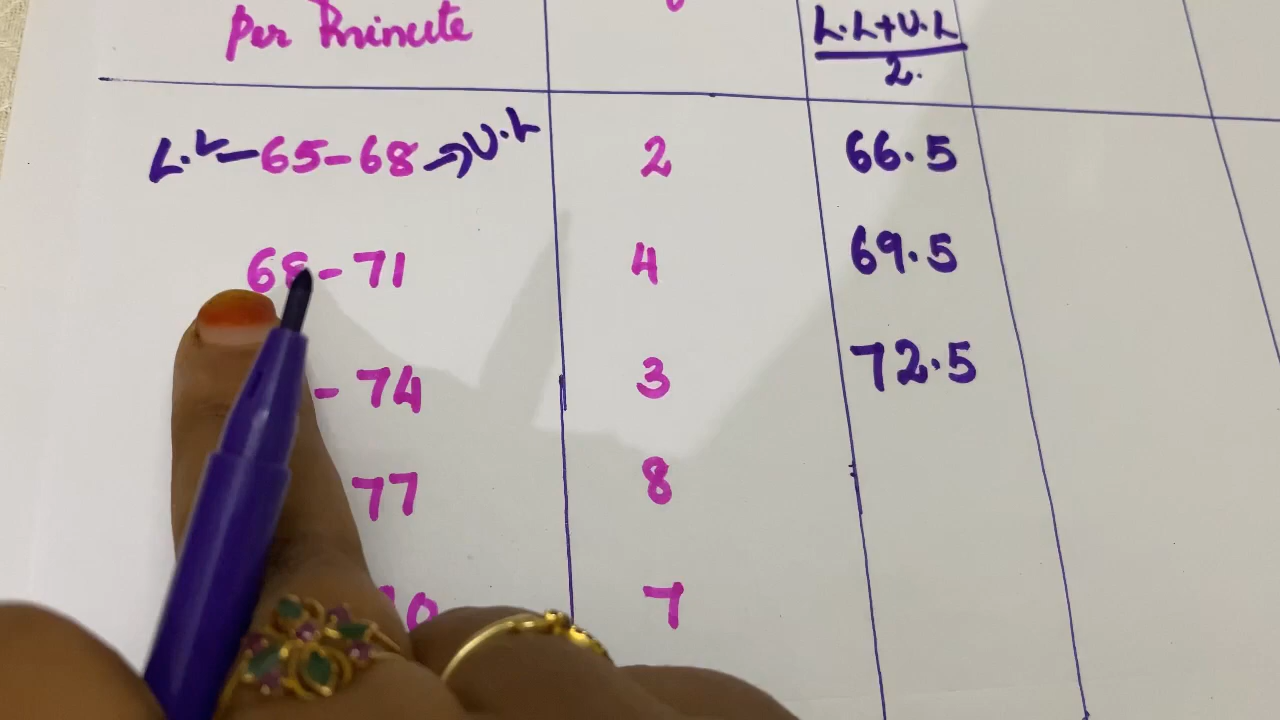 Per Minute
L.L+U.L
2.
L.L-65-68→U.L 2 66.5
68-71 4 69.5
-74 3 72.5
77 8
7